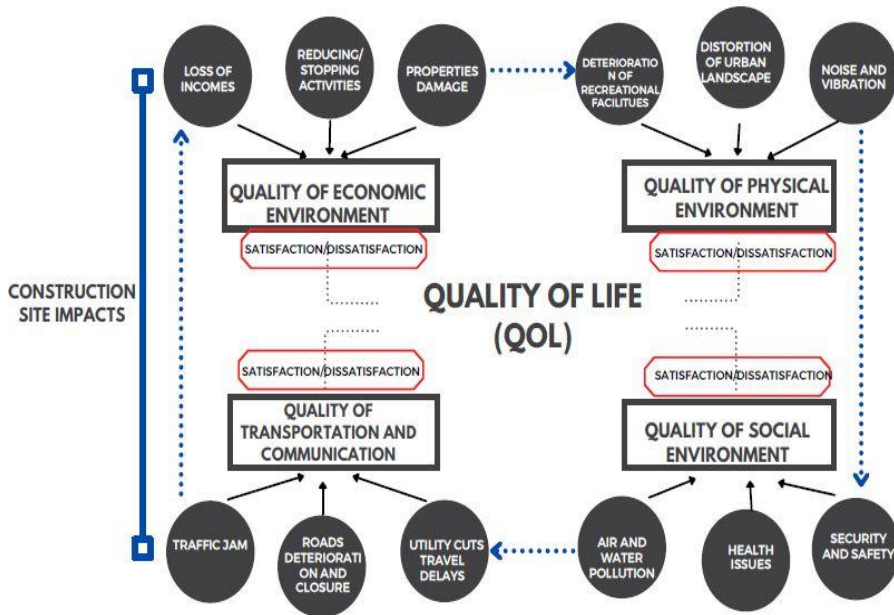 LOSS OF
INCOMES
REDUCING/
STOPPING
ACTIVITIES
PROPERTIES
DAMAGE
DETERIORATIO
N OF
RECREATIONAL
FACILITUES
DISTORTION
OF URBAN
LANDSCAPE
NOISE AND
VIBRATION
QUALITY OF ECONOMIC
ENVIRONMENT
QUALITY OF PHYSICAL
ENVIRONMENT
SATISFACTION/DISSATISFACTION
SATISFACTION/DISSATISFACTION
CONSTRUCTION
SITE IMPACTS
QUALITY OF LIFE
(QOL)
SATISFACTION/DISSATISFACTION
SATISFACTION/DISSATISFACTION
QUALITY OF
TRANSPORTATION AND
COMMUNICATION
QUALITY OF SOCIAL
ENVIRONMENT
TRAFFIC JAM
ROADS
DETERIORATI
ON AND
CLOSURE
UTILITY CUTS
TRAVEL
DELAYS
AIR AND
WATER
POLLUTION
HEALTH
ISSUES
SECURITY
AND SAFETY